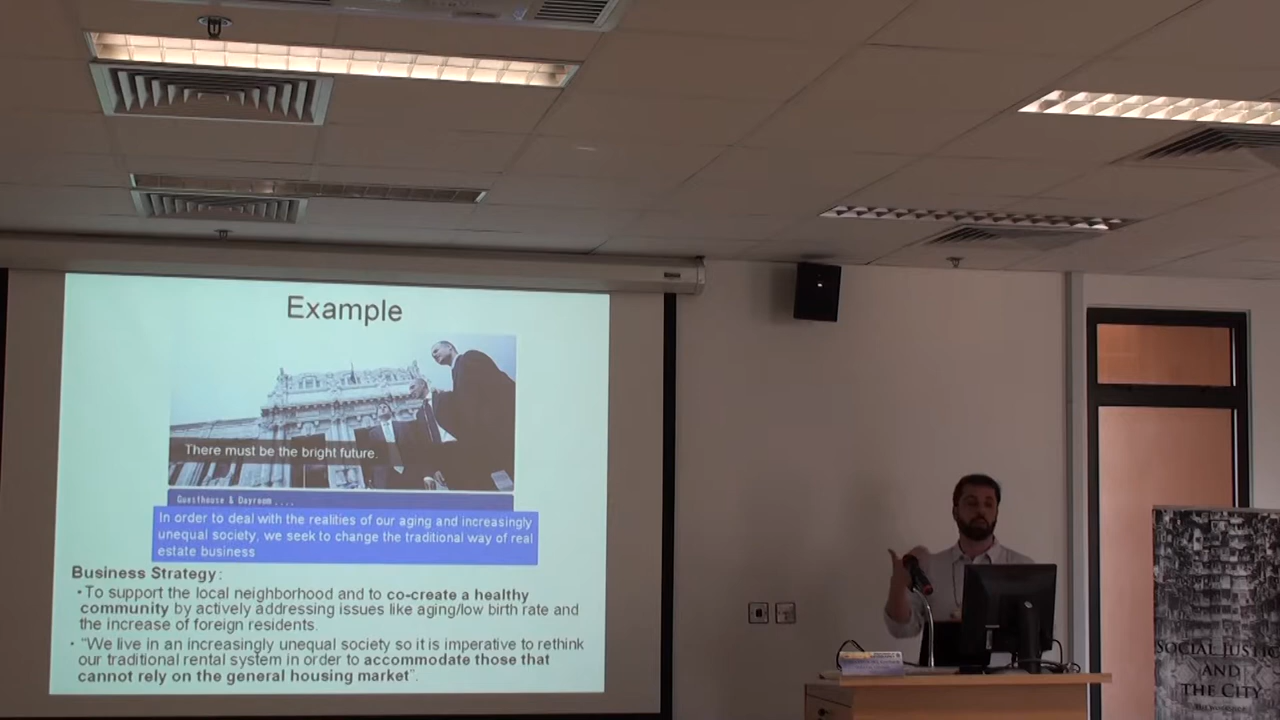 Example
There must be the bright future.
Guesthouse & Dayroom ....
In order to deal with the realities of our aging and increasingly
unequal society, we seek to change the traditional way of real
estate business
Business Strategy:
• To support the local neighborhood and to co-create a healthy
community by actively addressing issues like aging/low birth rate and
the increase of foreign residents.
• “We live in an increasingly unequal society so it is imperative to rethink
our traditional rental system in order to accommodate those that
cannot rely on the general housing market”.
SOCIAL JUSTIC
AND
THE CITY